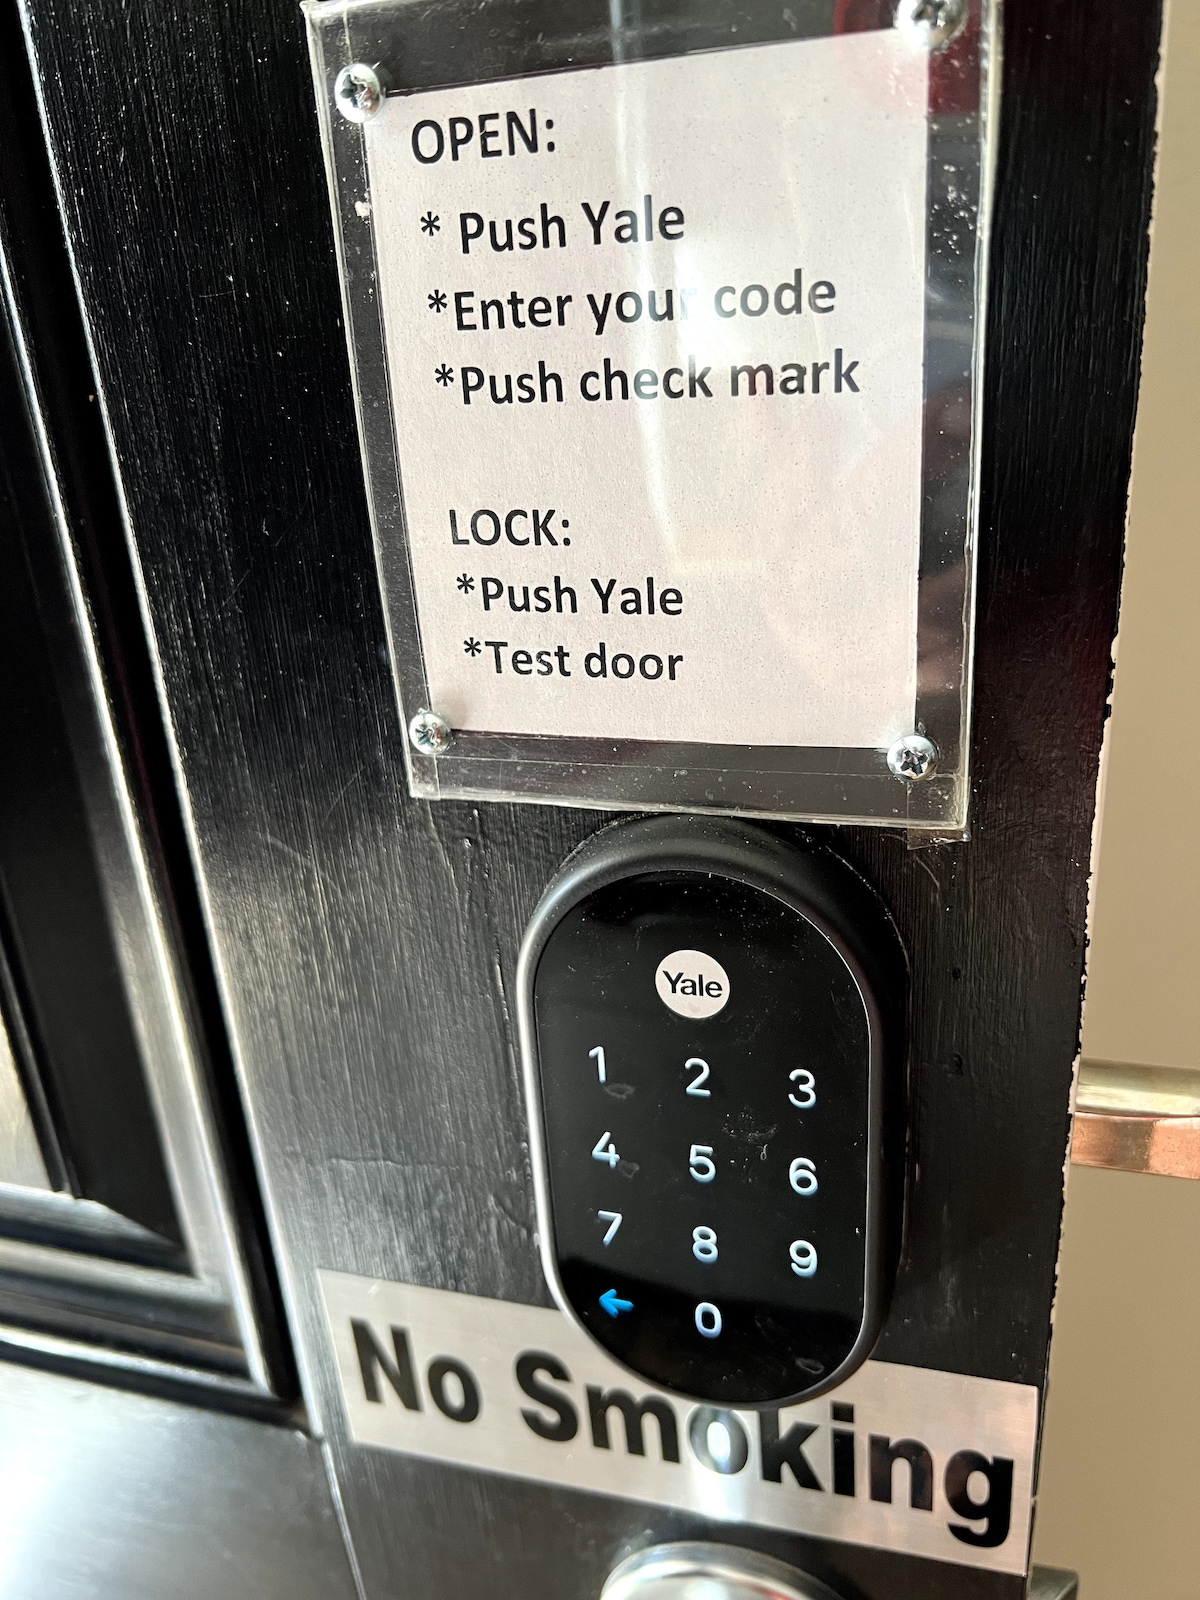 OPEN:
* Push Yale
*Enter your code
*Push check mark
LOCK:
*Push Yale
*Test door
Yale
1 2 3
4 5 6
7 8 9
← 0
No Smoking